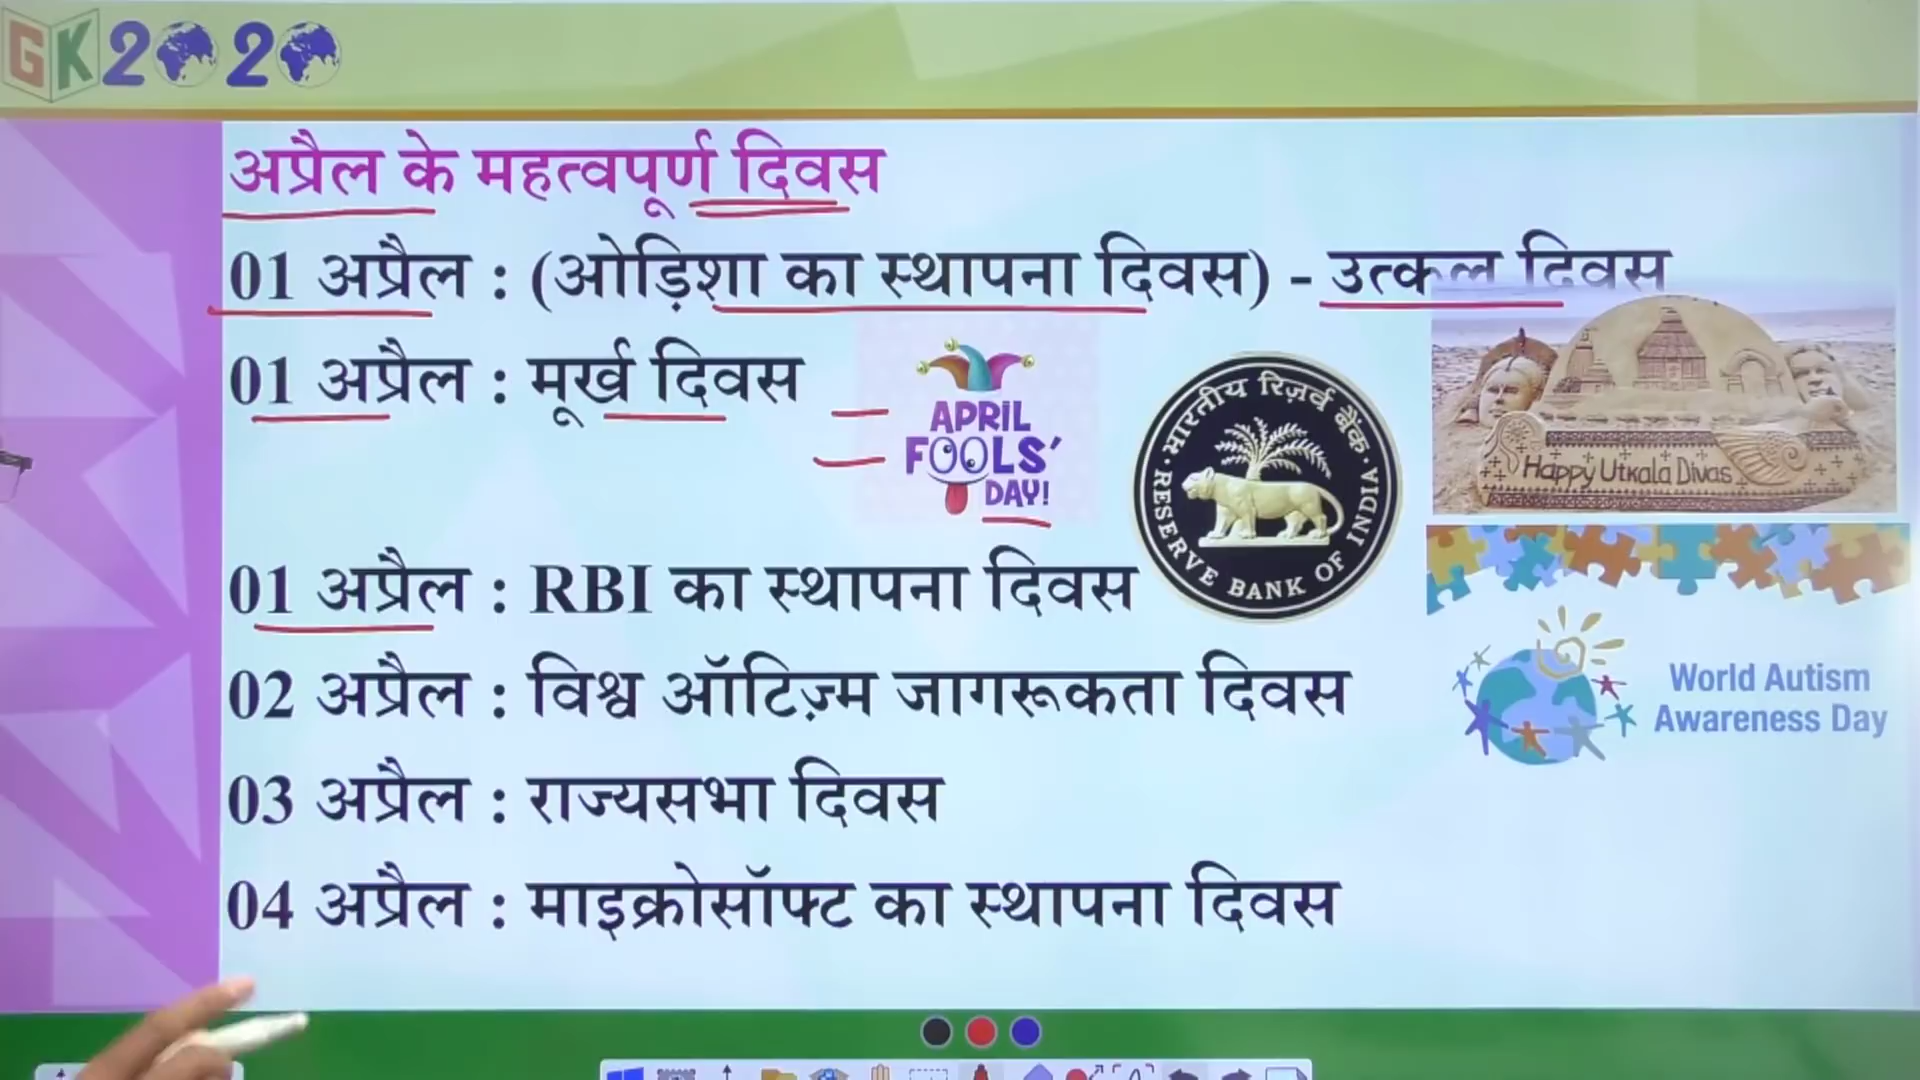 GK2020
अप्रैल के महत्वपूर्ण दिवस
01 अप्रैल : (ओड़िशा का स्थापना दिवस) - उत्कल दिवस
01 अप्रैल : मूर्ख दिवस
APRIL
FOOLS'
DAY!
भारतीय रिज़र्व बैंक
RESERVE BANK OF INDIA
Happy Utkala Divas
01 अप्रैल : RBI का स्थापना दिवस
02 अप्रैल : विश्व ऑटिज़्म जागरूकता दिवस
World Autism
Awareness Day
03 अप्रैल : राज्यसभा दिवस
04 अप्रैल : माइक्रोसॉफ्ट का स्थापना दिवस